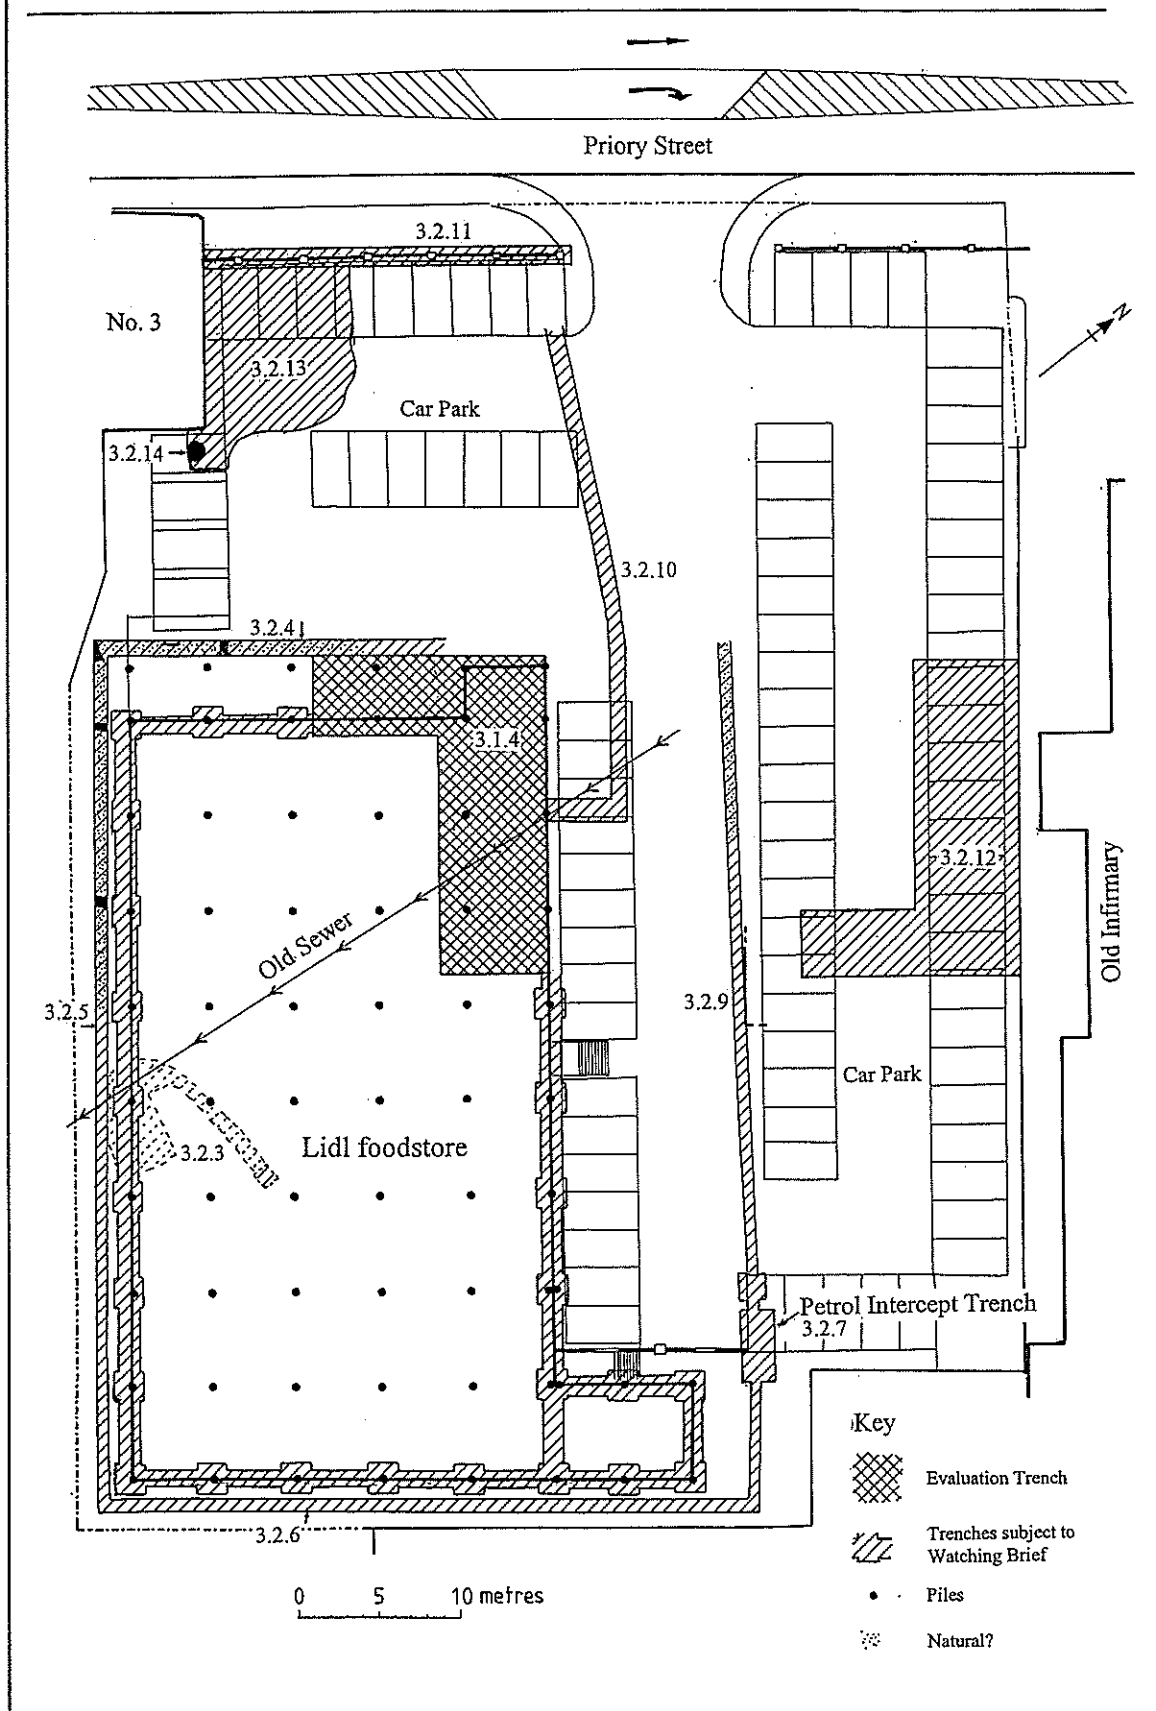 Priory Street
3.2.11
No. 3
N
3.2.13
Car Park
3.2.14
3.2.10
3.2.4
3.1.4
3.2.12
Old Infirmary
Old Sewer
3.2.5
3.2.9
Car Park
3.2.3
Lidl foodstore
Petrol Intercept Trench
3.2.7
Key
Evaluation Trench
Trenches subject to
Watching Brief
3.2.6
0 5 10 metres
Piles
Natural?